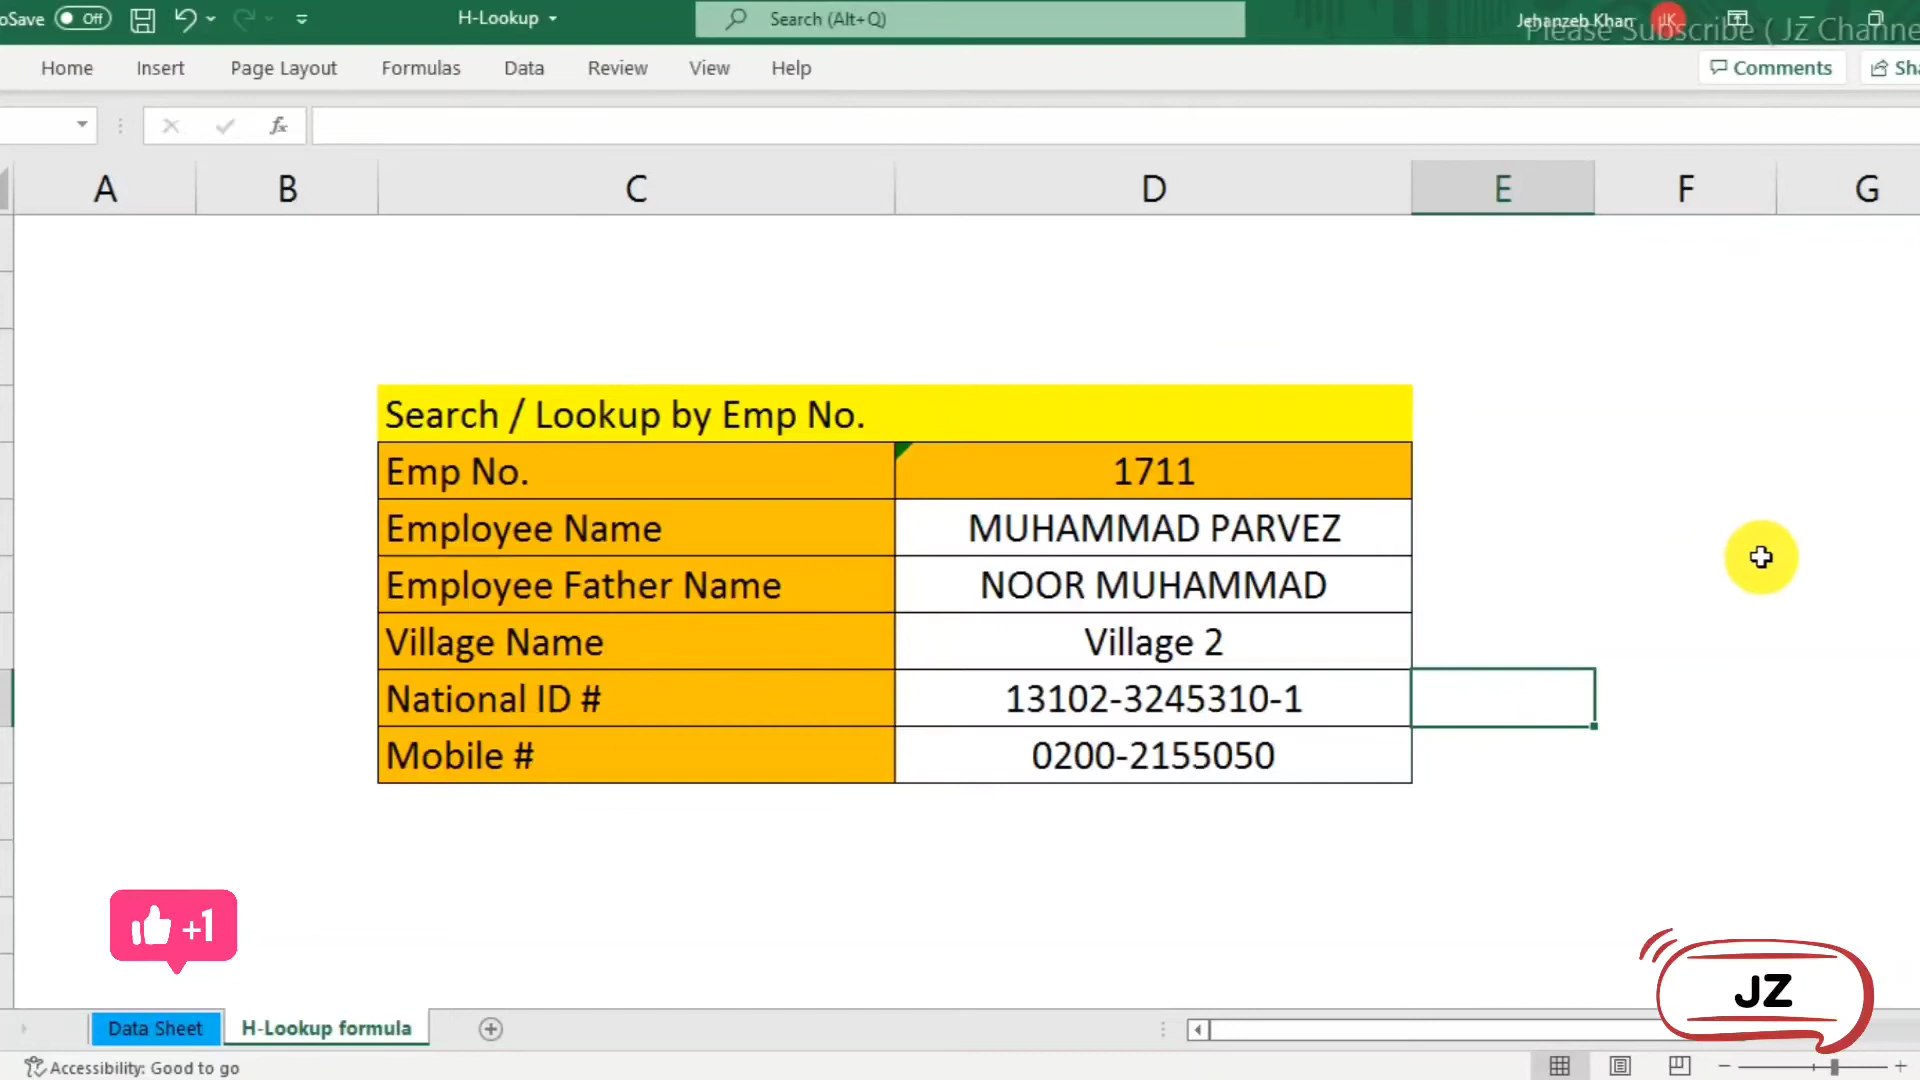 oSave Off H-Lookup Search (Alt+Q) Jehanzeb Khan JK
Please Subscribe ( Jz Channe
Home Insert Page Layout Formulas Data Review View Help Comments Sha
fx
A B C D E F G
Search / Lookup by Emp No.
Emp No. 1711
Employee Name MUHAMMAD PARVEZ
Employee Father Name NOOR MUHAMMAD
Village Name Village 2
National ID # 13102-3245310-1
Mobile # 0200-2155050
+1
JZ
Data Sheet H-Lookup formula
Accessibility: Good to go